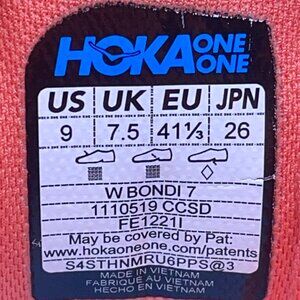 HOKA ONE ONE
US UK EU JPN
9 7.5 41⅓ 26
W BONDI 7
1110519 CCSD
FE1221I
May be covered by Pat:
www.hokaoneone.com/patents
S4STHNMRU6PPS@3
MADE IN VIETNAM
FABRIQUÉ AU VIETNAM
HECHO EN VIETNAM